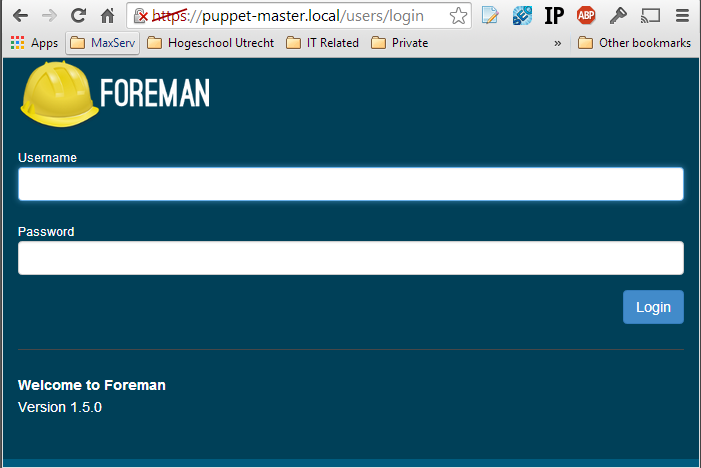 https://puppet-master.local/users/login
IP
ABP
Apps
MaxServ
Hogeschool Utrecht
IT Related
Private
»
Other bookmarks
FOREMAN
Username
Password
Login
Welcome to Foreman
Version 1.5.0